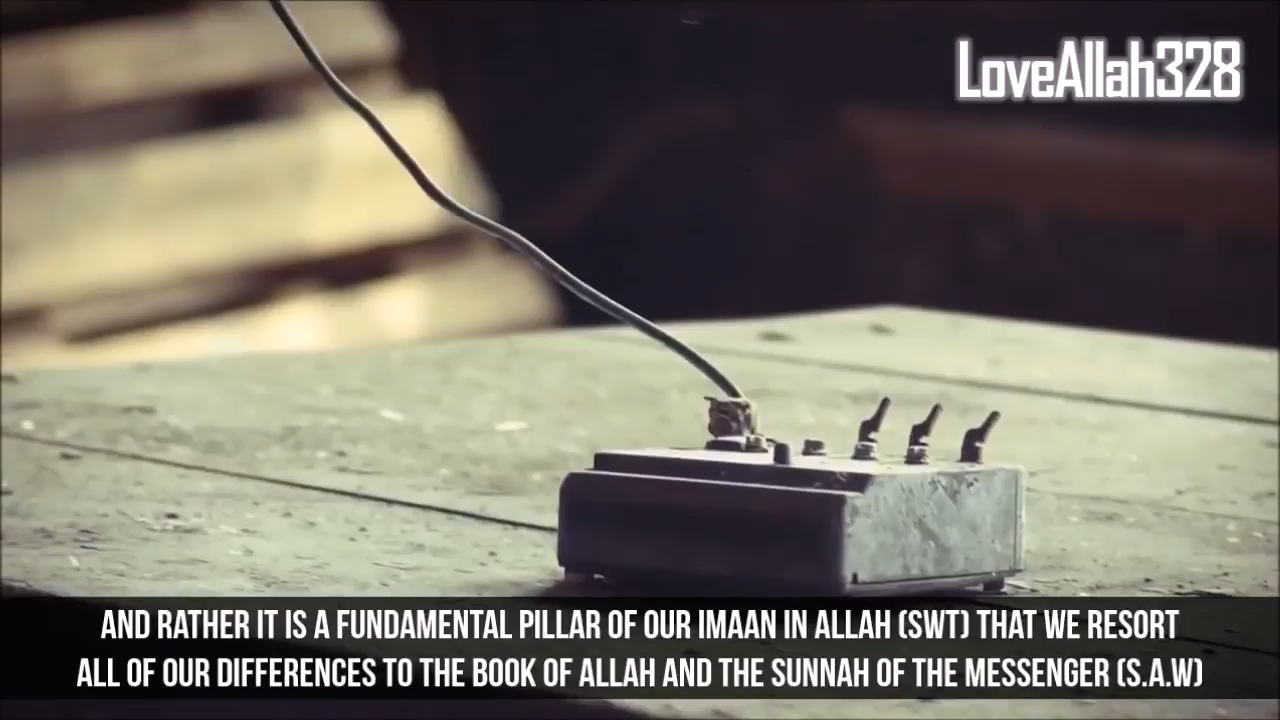 LoveAllah328
AND RATHER IT IS A FUNDAMENTAL PILLAR OF OUR IMAAN IN ALLAH (SWT) THAT WE RESORT
ALL OF OUR DIFFERENCES TO THE BOOK OF ALLAH AND THE SUNNAH OF THE MESSENGER (S.A.W)